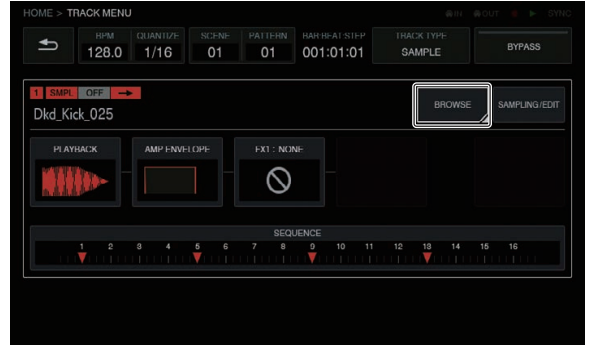 HOME > TRACK MENU IN OUT SYNC
BPM QUANTIZE SCENE PATTERN BAR:BEAT:STEP TRACK TYPE
128.0 1/16 01 01 001:01:01 SAMPLE BYPASS
1 SMPL OFF
Dkd_Kick_025
BROWSE SAMPLING/EDIT
PLAYBACK AMP ENVELOPE FX1 : NONE
SEQUENCE
1 2 3 4 5 6 7 8 9 10 11 12 13 14 15 16